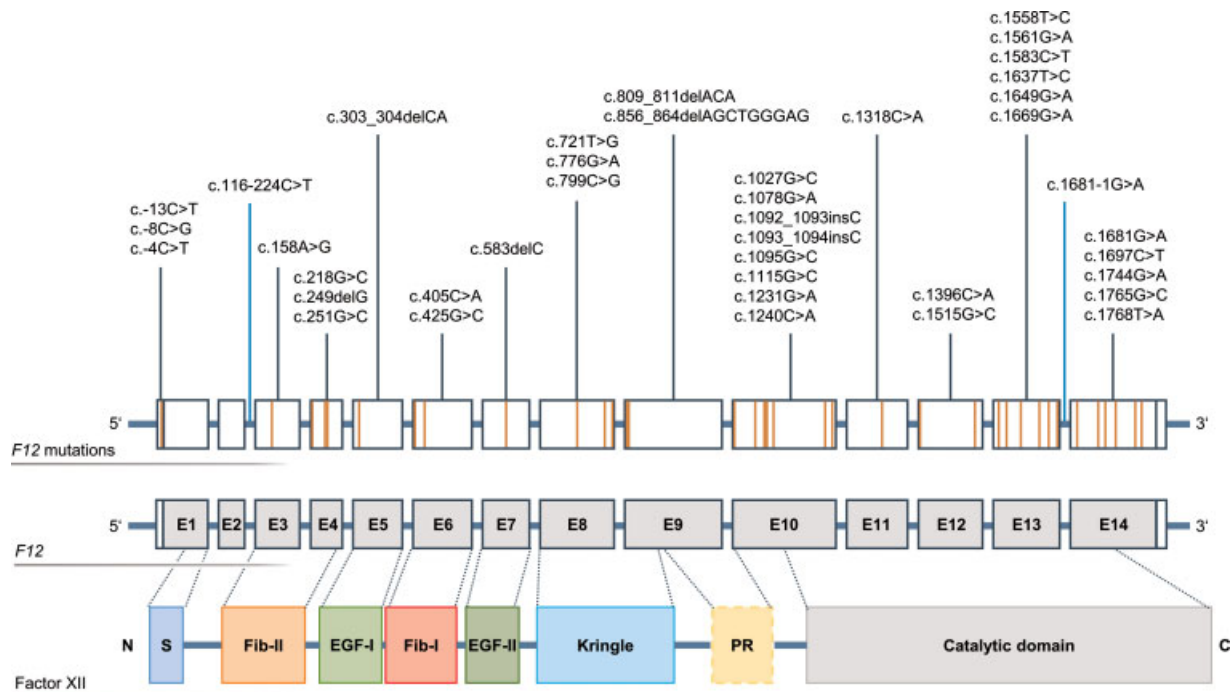 c.1558T>C
c.1561G>A
c.1583C>T
c.1637T>C
c.1649G>A
c.1669G>A
c.809_811delACA
c.856_864delAGCTGGGAG
c.303_304delCA
c.1318C>A
c.721T>G
c.776G>A
c.799C>G
c.116-224C>T
c.1027G>C
c.1078G>A
c.1092_1093insC
c.1093_1094insC
c.1095G>C
c.1115G>C
c.1231G>A
c.1240C>A
c.1681-1G>A
c.-13C>T
c.-8C>G
c.-4C>T
c.158A>G
c.583delC
c.1681G>A
c.1697C>T
c.1744G>A
c.1765G>C
c.1768T>A
c.218G>C
c.249delG
c.251G>C
c.405C>A
c.425G>C
c.1396C>A
c.1515G>C
5' 3'
F12 mutations
5' E1 E2 E3 E4 E5 E6 E7 E8 E9 E10 E11 E12 E13 E14 3'
F12
N S Fib-II EGF-I Fib-I EGF-II Kringle PR Catalytic domain C
Factor XII